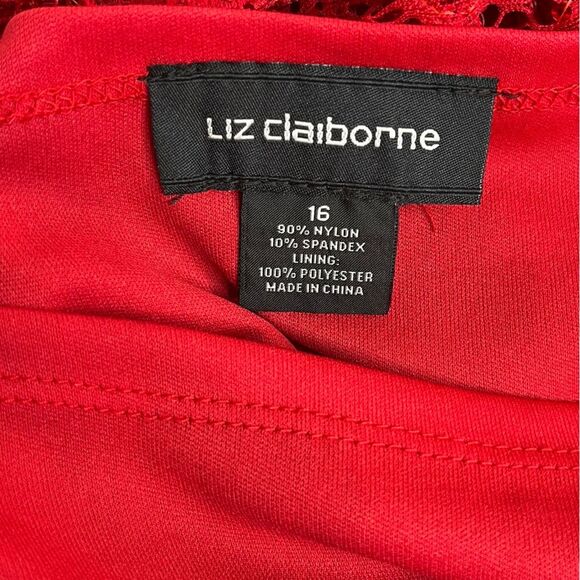 Liz claiborne
16
90% NYLON
10% SPANDEX
LINING:
100% POLYESTER
MADE IN CHINA